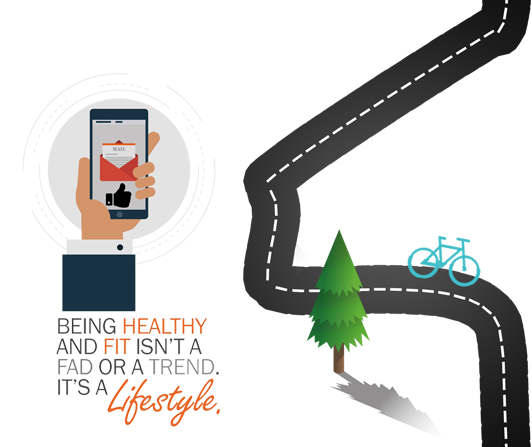 MAIL
BEING HEALTHY
AND FIT ISN'T A
FAD OR A TREND.
IT'S A Lifestyle.